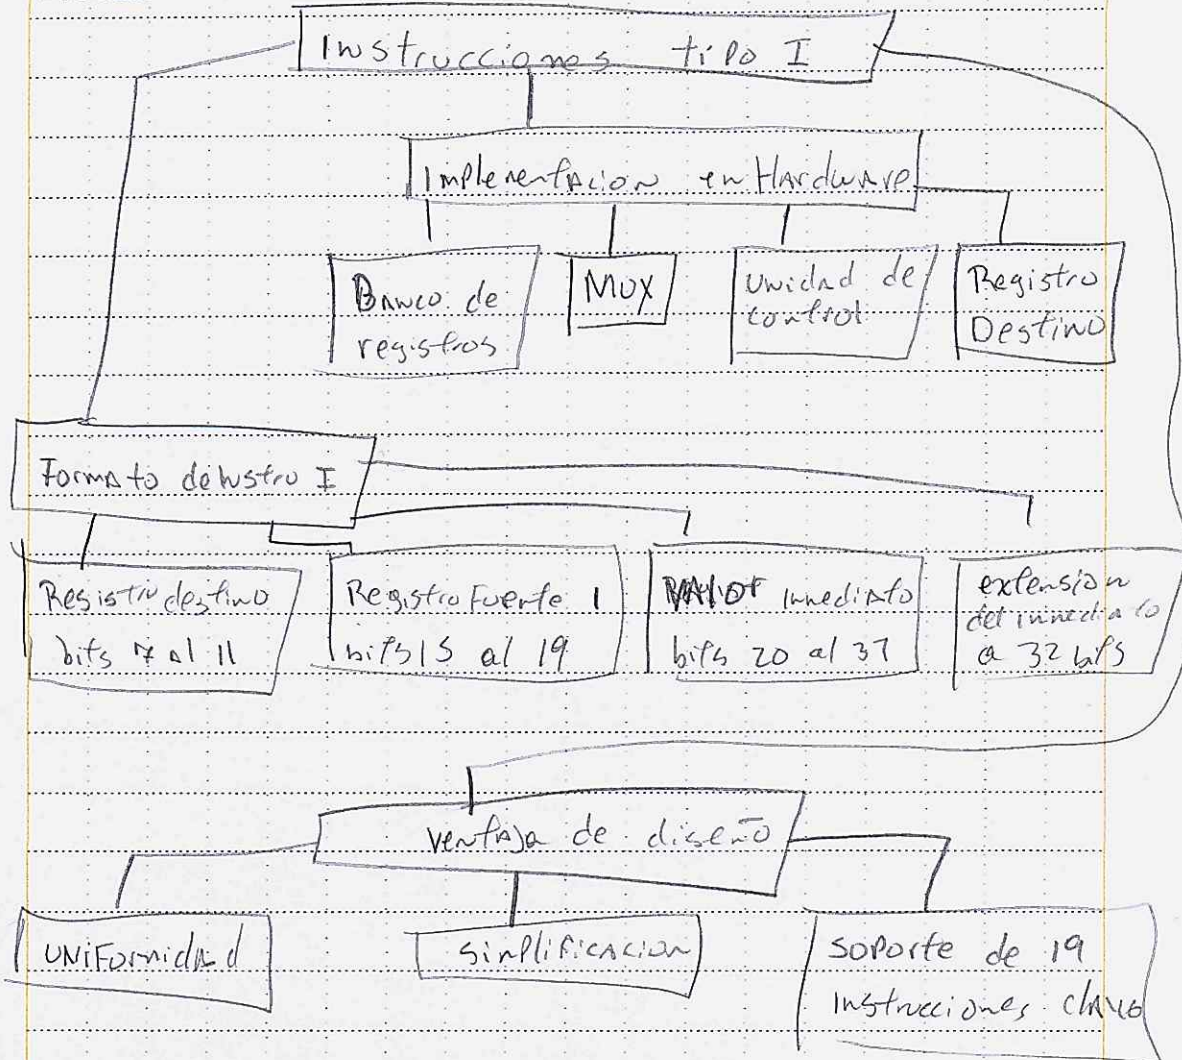 Instrucciones tipo I
Implementacion en Hardware
Banco de
registros
MUX
Unidad de
control
Registro
Destino
Formato de Instru I
Registro destino
bits 7 al 11
Registro Fuente 1
bits 15 al 19
Valor inmediato
bits 20 al 31
extension
del inmediato
a 32 bits
Ventaja de diseño
UNiFormidad
Simplificacion
Soporte de 19
instrucciones clave